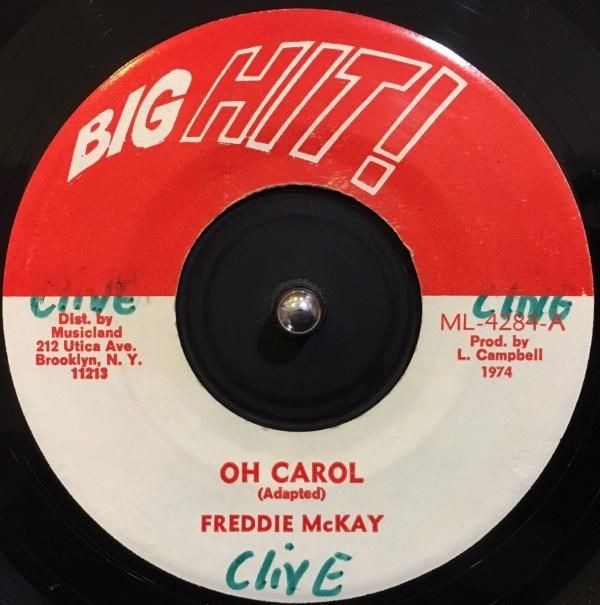 BIG HIT!
CLIVE
Dist. by
Musicland
212 Utica Ave.
Brooklyn, N. Y.
11213
ML-4284-A
Prod. by
L. Campbell
1974
OH CAROL
(Adapted)
FREDDIE McKAY
CliVE